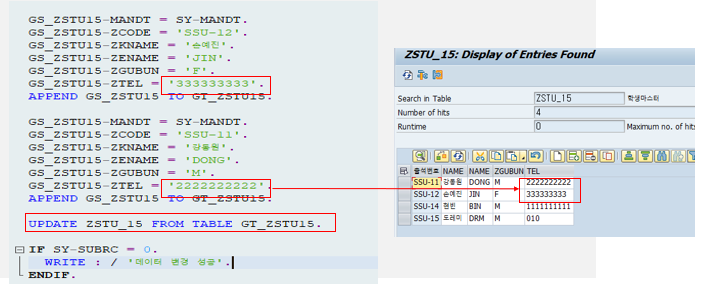 GS_ZSTU15-MANDT = SY-MANDT.
GS_ZSTU15-ZCODE = 'SSU-12'.
GS_ZSTU15-ZKNAME = '손예진'.
GS_ZSTU15-ZENAME = 'JIN'.
GS_ZSTU15-ZGUBUN = 'F'.
GS_ZSTU15-ZTEL = '333333333'.
APPEND GS_ZSTU15 TO GT_ZSTU15.
GS_ZSTU15-MANDT = SY-MANDT.
GS_ZSTU15-ZCODE = 'SSU-11'.
GS_ZSTU15-ZKNAME = '강동원'.
GS_ZSTU15-ZENAME = 'DONG'.
GS_ZSTU15-ZGUBUN = 'M'.
GS_ZSTU15-ZTEL = '2222222222'.
APPEND GS_ZSTU15 TO GT_ZSTU15.
UPDATE ZSTU_15 FROM TABLE GT_ZSTU15.
IF SY-SUBRC = 0.
WRITE : / '데이터 변경 성공'.
ENDIF.
ZSTU_15: Display of Entries Found
Search in Table ZSTU_15 학생마스터
Number of hits 4
Runtime 0 Maximum no. of hits
출석번호 NAME NAME ZGUBUN TEL
SSU-11 강동원 DONG M 2222222222
SSU-12 손예진 JIN F 333333333
SSU-14 현빈 BIN M 1111111111
SSU-15 도레미 DRM M 010